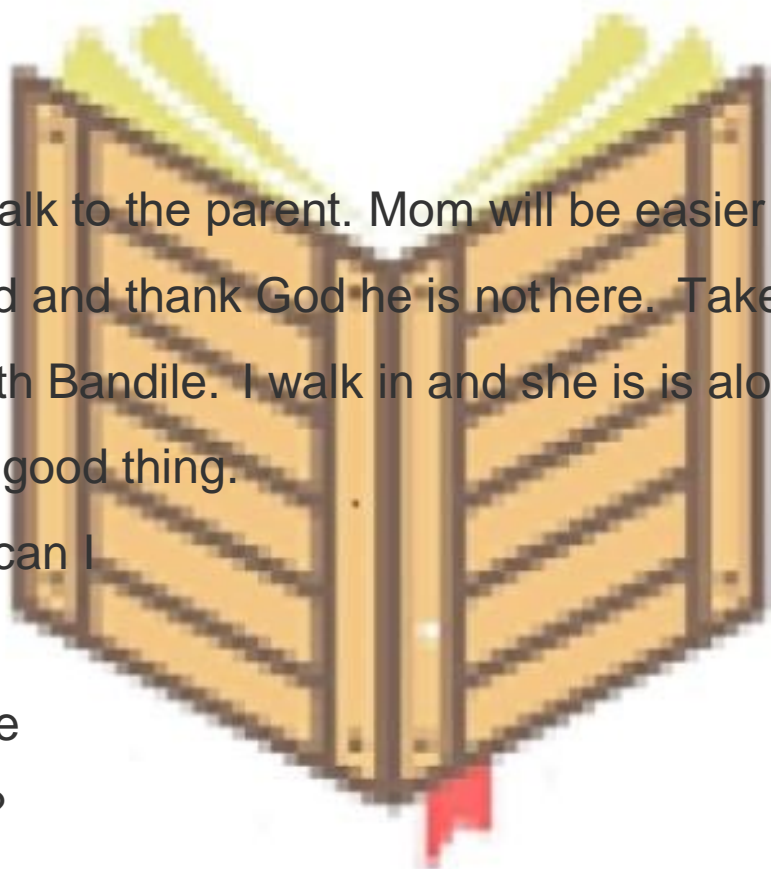 alk to the parent. Mom will be easier
d and thank God he is not here. Take
th Bandile. I walk in and she is is alo
good thing.
can I
e
?